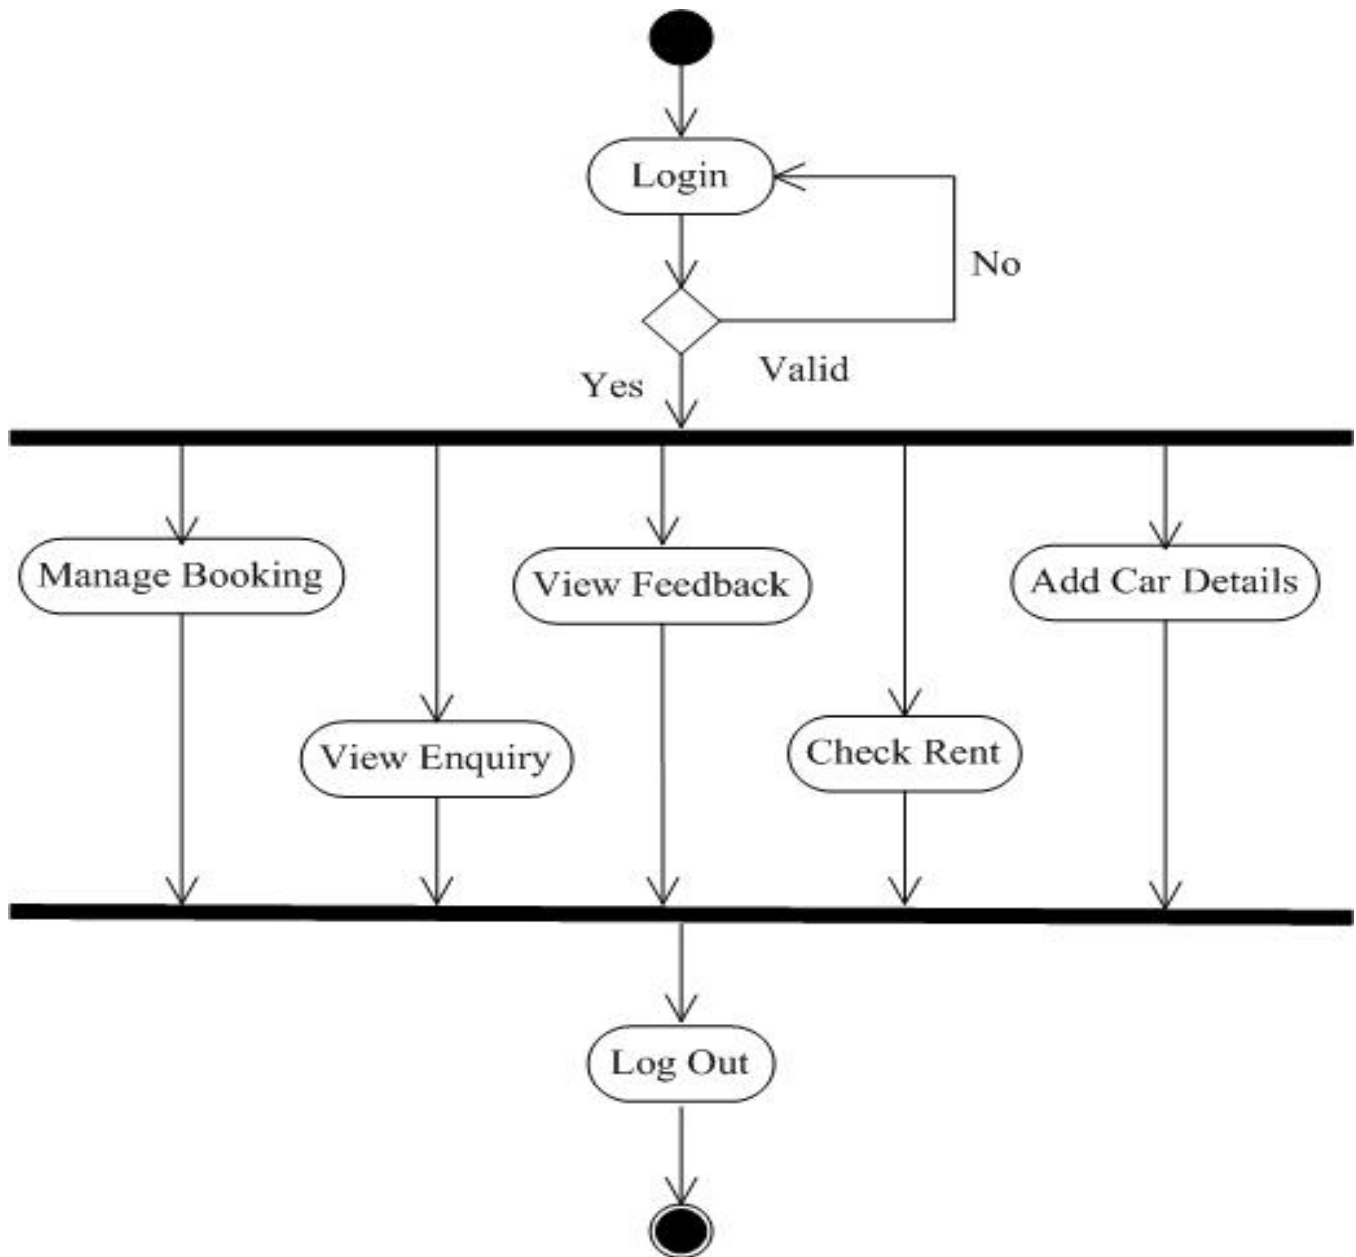 Login
No
Valid
Yes
Manage Booking
View Feedback
Add Car Details
View Enquiry
Check Rent
Log Out